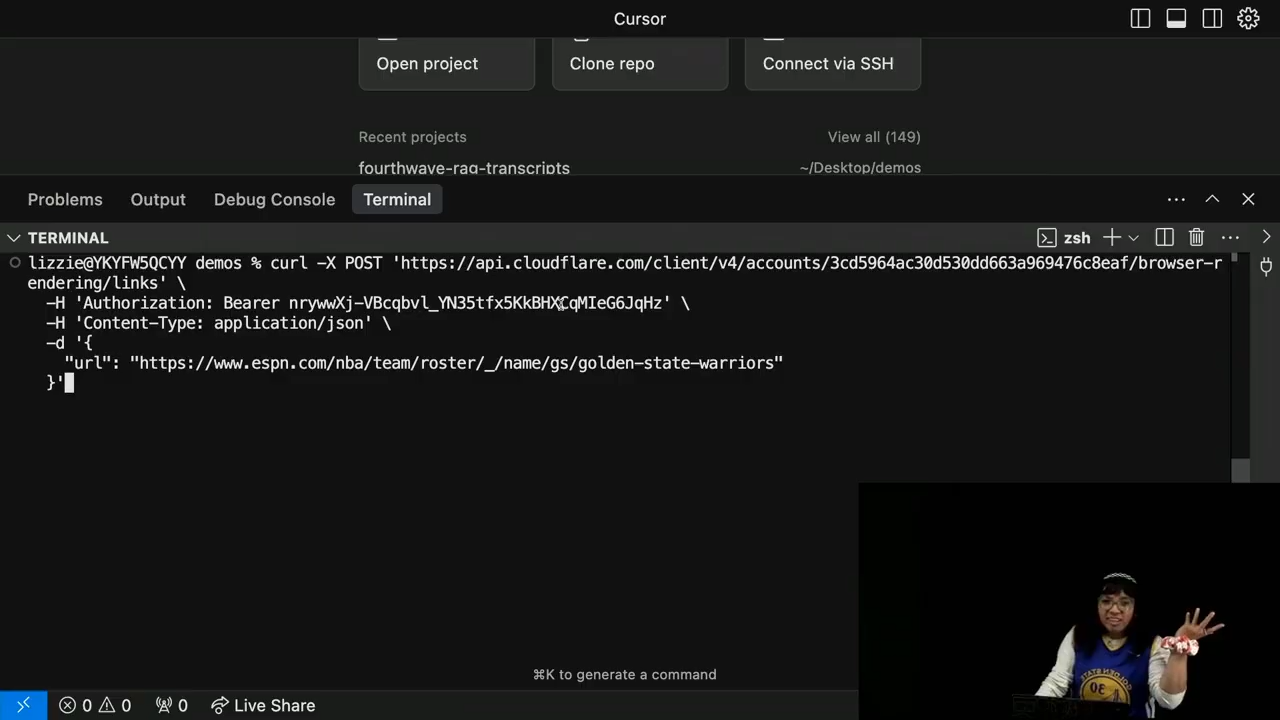 Cursor
Open project
Clone repo
Connect via SSH
Recent projects
View all (149)
fourthwave-rag-transcripts
~/Desktop/demos
Problems
Output
Debug Console
Terminal
TERMINAL
zsh
lizzie@YKYFW5QCYY demos % curl -X POST 'https://api.cloudflare.com/client/v4/accounts/3cd5964ac30d530dd663a969476c8eaf/browser-r
endering/links' \
-H 'Authorization: Bearer nrywwXj-VBcqbvl_YN35tfx5KkBHXCqMIeG6JqHz' \
-H 'Content-Type: application/json' \
-d '{
"url": "https://www.espn.com/nba/team/roster/_/name/gs/golden-state-warriors"
}'
⌘K to generate a command
0
0
0
Live Share